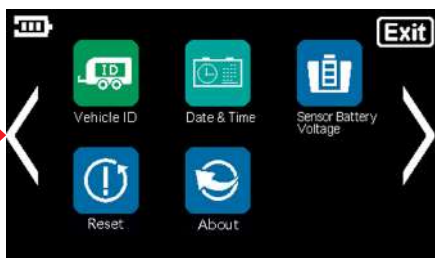 Exit
ID
Vehicle ID
Date & Time
Sensor Battery
Voltage
Reset
About